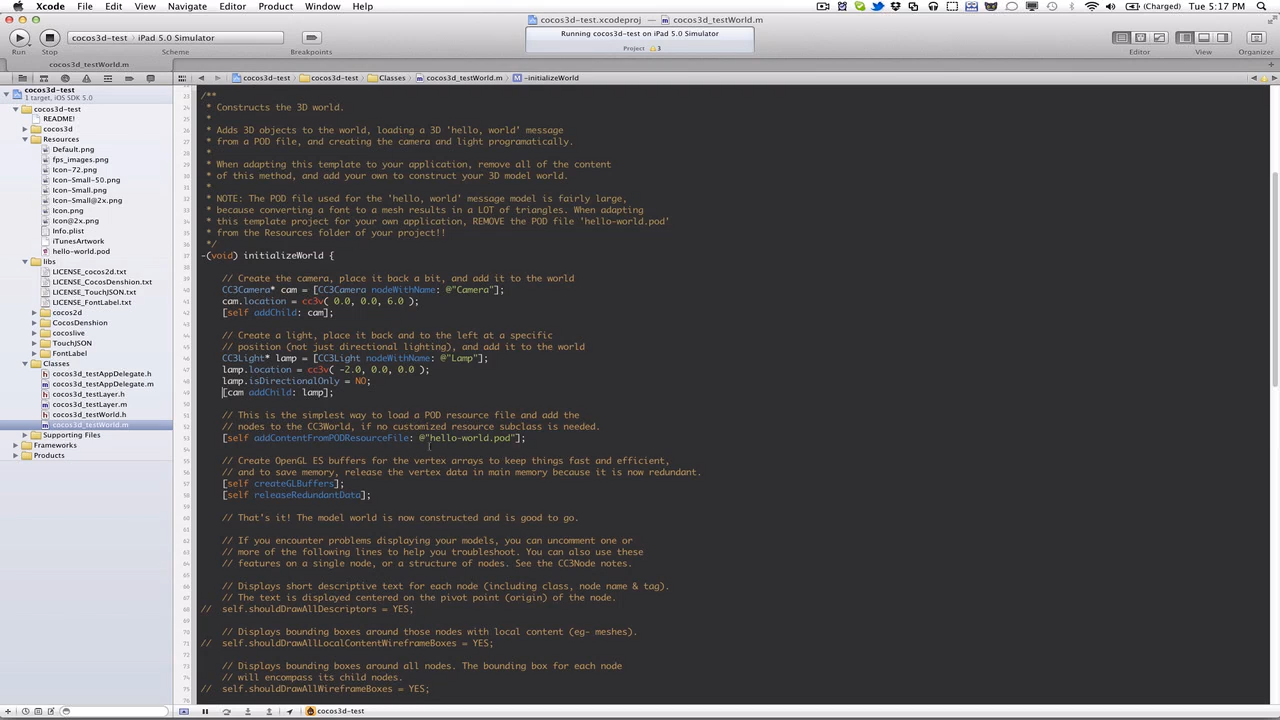 Xcode File Edit View Navigate Editor Product Window Help (Charged) Tue 5:17 PM
cocos3d-test.xcodeproj — cocos3d_testWorld.m
cocos3d-test iPad 5.0 Simulator
Running cocos3d-test on iPad 5.0 Simulator
Project 3
Run Stop Scheme Breakpoints Editor View Organizer
cocos3d_testWorld.m
cocos3d-test cocos3d-test Classes cocos3d_testWorld.m -initializeWorld
cocos3d-test
1 target, iOS SDK 5.0
cocos3d-test
README!
cocos3d
Resources
Default.png
fps_images.png
Icon-72.png
Icon-Small-50.png
Icon-Small.png
Icon-Small@2x.png
Icon.png
Icon@2x.png
Info.plist
iTunesArtwork
hello-world.pod
libs
LICENSE_cocos2d.txt
LICENSE_CocosDenshion.txt
LICENSE_TouchJSON.txt
LICENSE_FontLabel.txt
cocos2d
CocosDenshion
cocoslive
TouchJSON
FontLabel
Classes
cocos3d_testAppDelegate.h
cocos3d_testAppDelegate.m
cocos3d_testLayer.h
cocos3d_testLayer.m
cocos3d_testWorld.h
cocos3d_testWorld.m
Supporting Files
Frameworks
Products
/**
* Constructs the 3D world.
*
* Adds 3D objects to the world, loading a 3D 'hello, world' message
* from a POD file, and creating the camera and light programatically.
*
* When adapting this template to your application, remove all of the content
* of this method, and add your own to construct your 3D model world.
*
* NOTE: The POD file used for the 'hello, world' message model is fairly large,
* because converting a font to a mesh results in a LOT of triangles. When adapting
* this template project for your own application, REMOVE the POD file 'hello-world.pod'
* from the Resources folder of your project!!
*/
-(void) initializeWorld {
// Create the camera, place it back a bit, and add it to the world
CC3Camera* cam = [CC3Camera nodeWithName: @"Camera"];
cam.location = cc3v( 0.0, 0.0, 6.0 );
[self addChild: cam];
// Create a light, place it back and to the left at a specific
// position (not just directional lighting), and add it to the world
CC3Light* lamp = [CC3Light nodeWithName: @"Lamp"];
lamp.location = cc3v( -2.0, 0.0, 0.0 );
lamp.isDirectionalOnly = NO;
[cam addChild: lamp];
// This is the simplest way to load a POD resource file and add the
// nodes to the CC3World, if no customized resource subclass is needed.
[self addContentFromPODResourceFile: @"hello-world.pod"];
// Create OpenGL ES buffers for the vertex arrays to keep things fast and efficient,
// and to save memory, release the vertex data in main memory because it is now redundant.
[self createGLBuffers];
[self releaseRedundantData];
// That's it! The model world is now constructed and is good to go.
// If you encounter problems displaying your models, you can uncomment one or
// more of the following lines to help you troubleshoot. You can also use these
// features on a single node, or a structure of nodes. See the CC3Node notes.
// Displays short descriptive text for each node (including class, node name & tag).
// The text is displayed centered on the pivot point (origin) of the node.
// self.shouldDrawAllDescriptors = YES;
// Displays bounding boxes around those nodes with local content (eg- meshes).
// self.shouldDrawAllLocalContentWireframeBoxes = YES;
// Displays bounding boxes around all nodes. The bounding box for each node
// will encompass its child nodes.
// self.shouldDrawAllWireframeBoxes = YES;
cocos3d-test